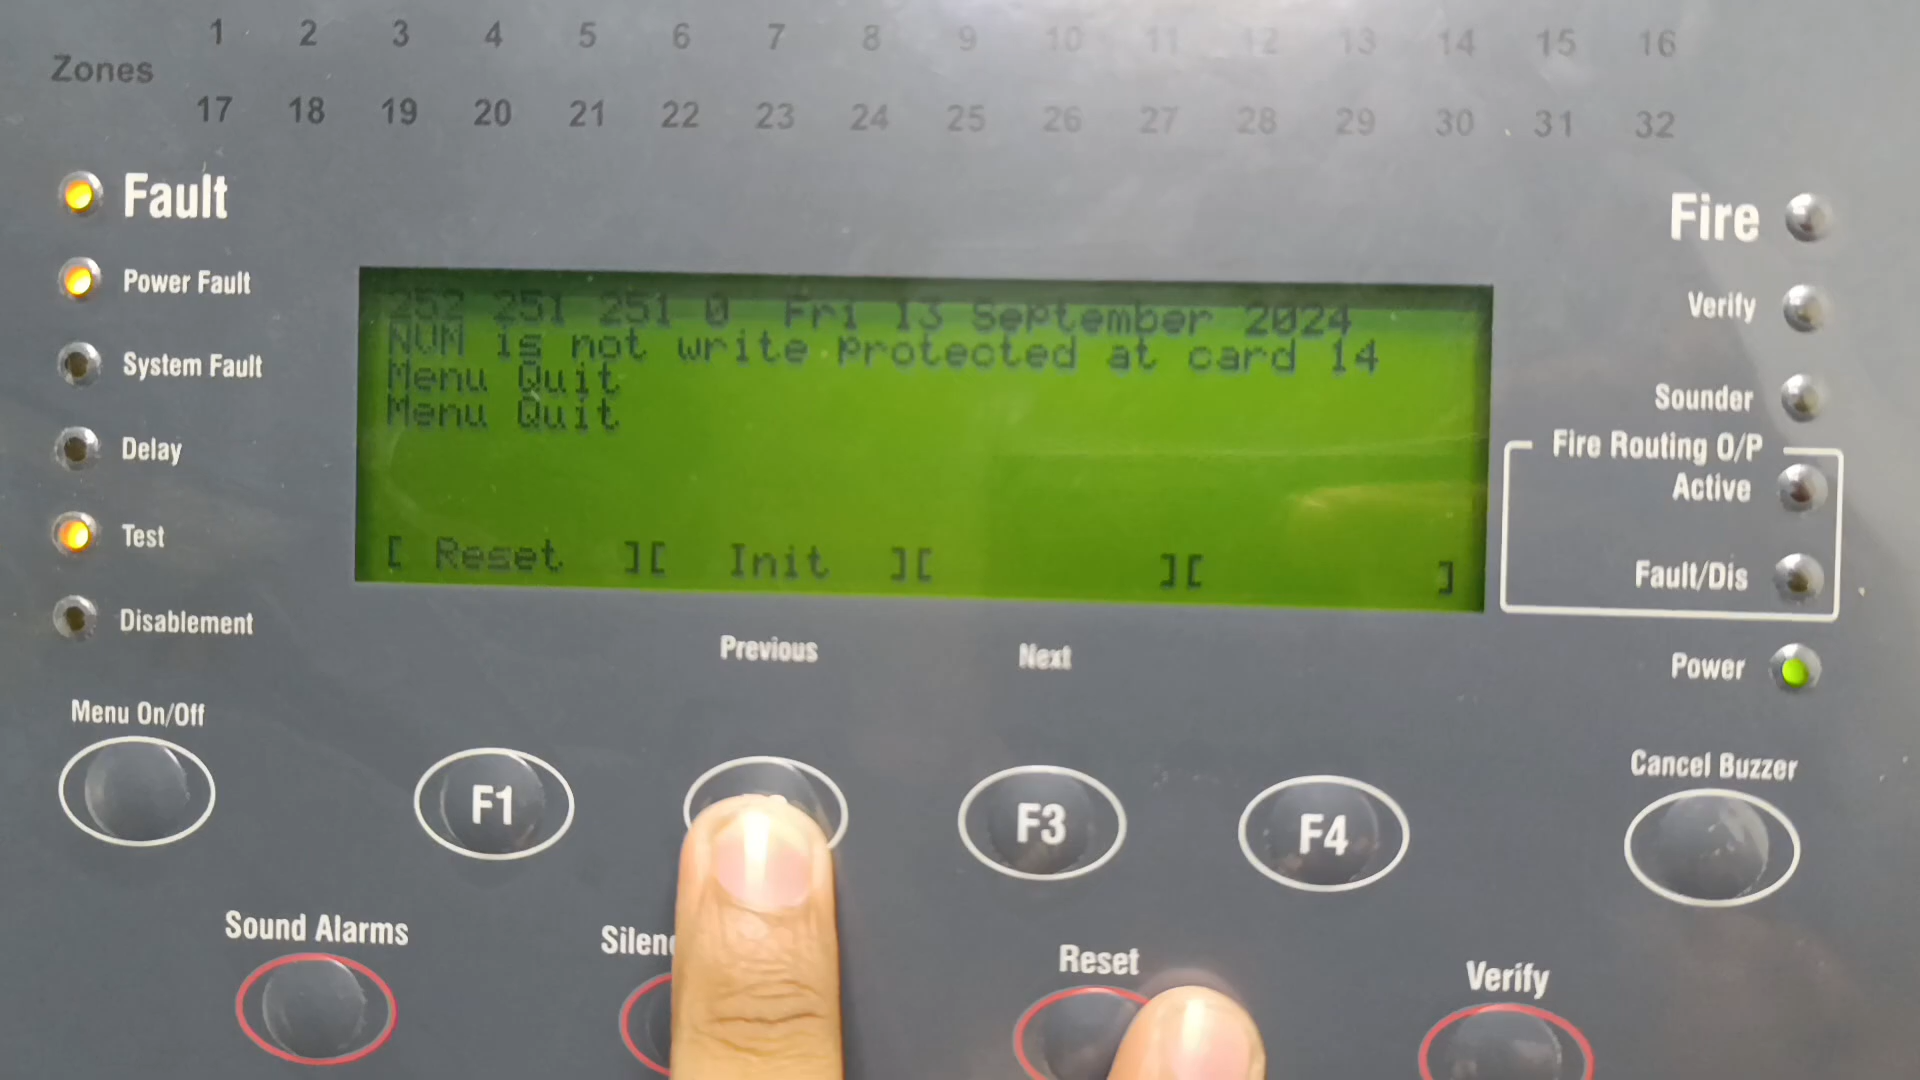 1 2 3 4 5 6 7 8 9 10 11 12 13 14 15 16
Zones
17 18 19 20 21 22 23 24 25 26 27 28 29 30 31 32
Fault
Power Fault
System Fault
Delay
Test
Disablement
252 251 251 0 Fri 13 September 2024
NVM is not write protected at card 14
Menu Quit
Menu Quit
[ Reset ][ Init ][ ][ ]
Fire
Verify
Sounder
Fire Routing O/P
Active
Fault/Dis
Power
Previous
Next
Menu On/Off
F1
F3
F4
Cancel Buzzer
Sound Alarms
Silen
Reset
Verify